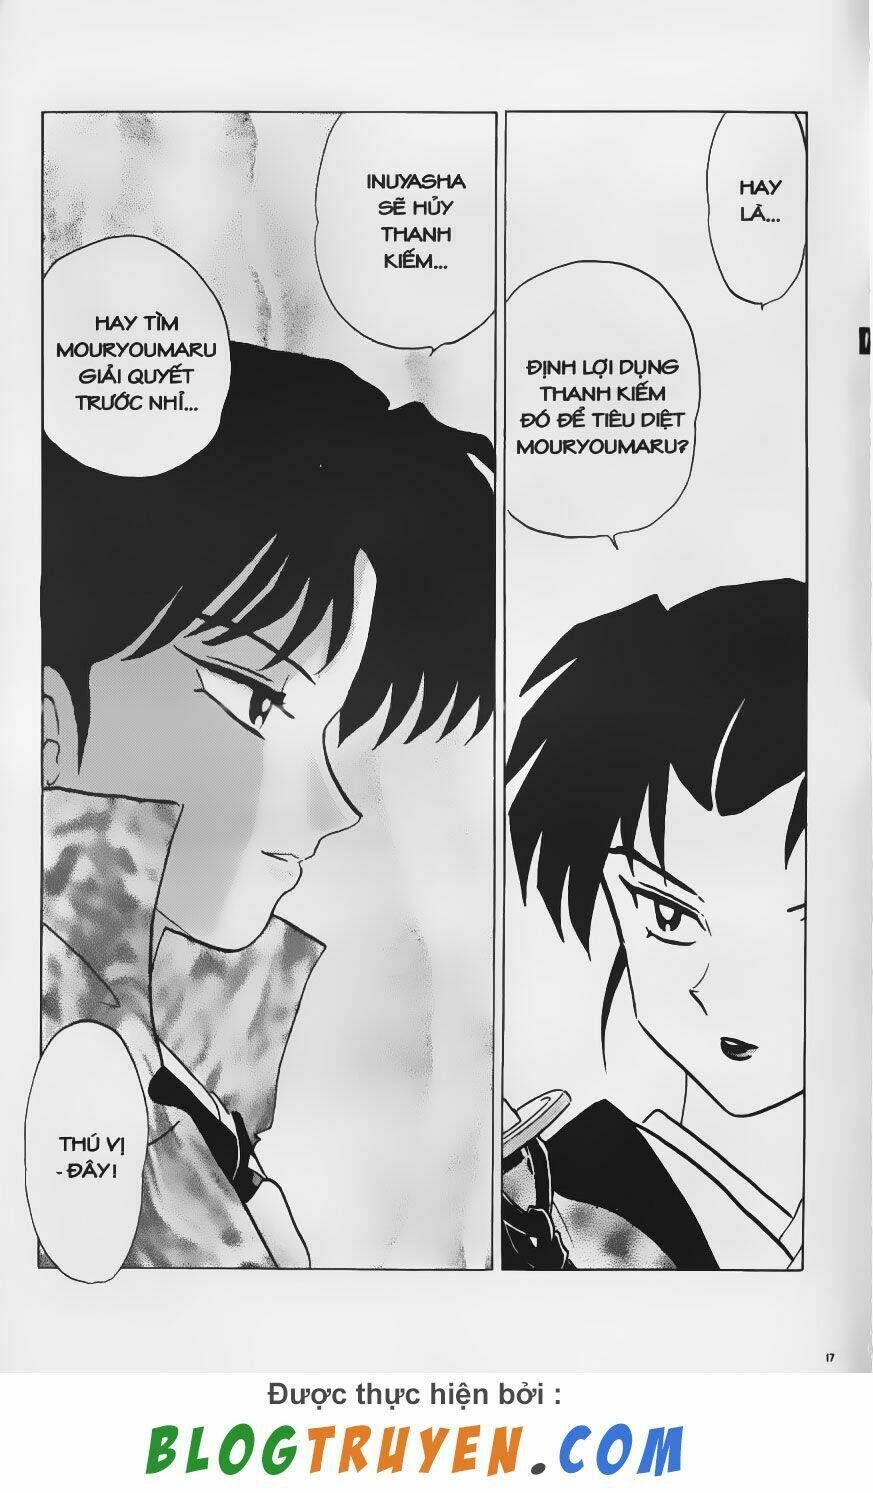 HAY
LÀ...
ĐỊNH LỢI DỤNG
THANH KIẾM
ĐÓ ĐỂ TIÊU DIỆT
MOURYOUMARU?
INUYASHA
SẼ HỦY
THANH
KIẾM...
HAY TÌM
MOURYOUMARU
GIẢI QUYẾT
TRƯỚC NHỈ...
THÚ VỊ
ĐÂY!
17
Được thực hiện bởi :
BLOGTRUYEN.COM